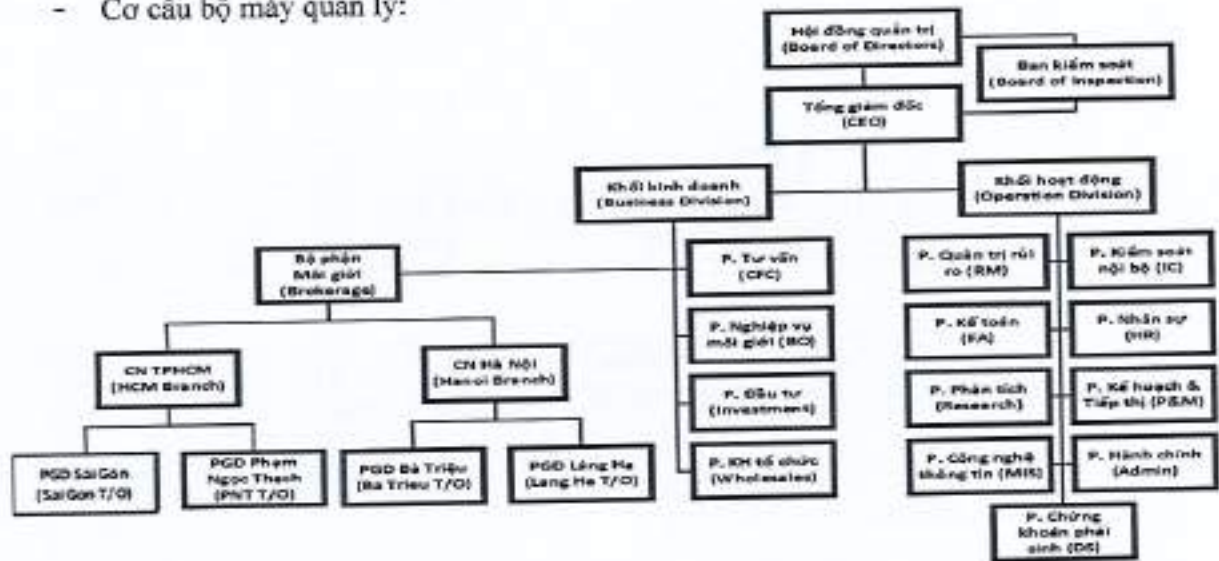 - Cơ cấu bộ máy quản lý:
Hội đồng quản trị
(Board of Directors)
Ban kiểm soát
(Board of Inspection)
Tổng giám đốc
(CEO)
Khối kinh doanh
(Business Division)
Khối hoạt động
(Operation Division)
Bộ phận
Môi giới
(Brokerage)
P. Tư vấn
(CFC)
P. Quản trị rủi
ro (RM)
P. Kiểm soát
nội bộ (IC)
P. Nghiệp vụ
môi giới (BO)
P. Kế toán
(FA)
P. Nhân sự
(HR)
CN TPHCM
(HCM Branch)
CN Hà Nội
(Hanoi Branch)
P. Đầu tư
(Investment)
P. Phân tích
(Research)
P. Kế hoạch &
Tiếp thị (P&M)
PGD Sài Gòn
(Sai Gon T/O)
PGD Phạm
Ngọc Thạch
(PNT T/O)
PGD Bà Triệu
(Ba Trieu T/O)
PGD Láng Hạ
(Lang Ha T/O)
P. KH tổ chức
(Wholesales)
P. Công nghệ
thông tin (MIS)
P. Hành chính
(Admin)
P. Chứng
khoán phái
sinh (DS)